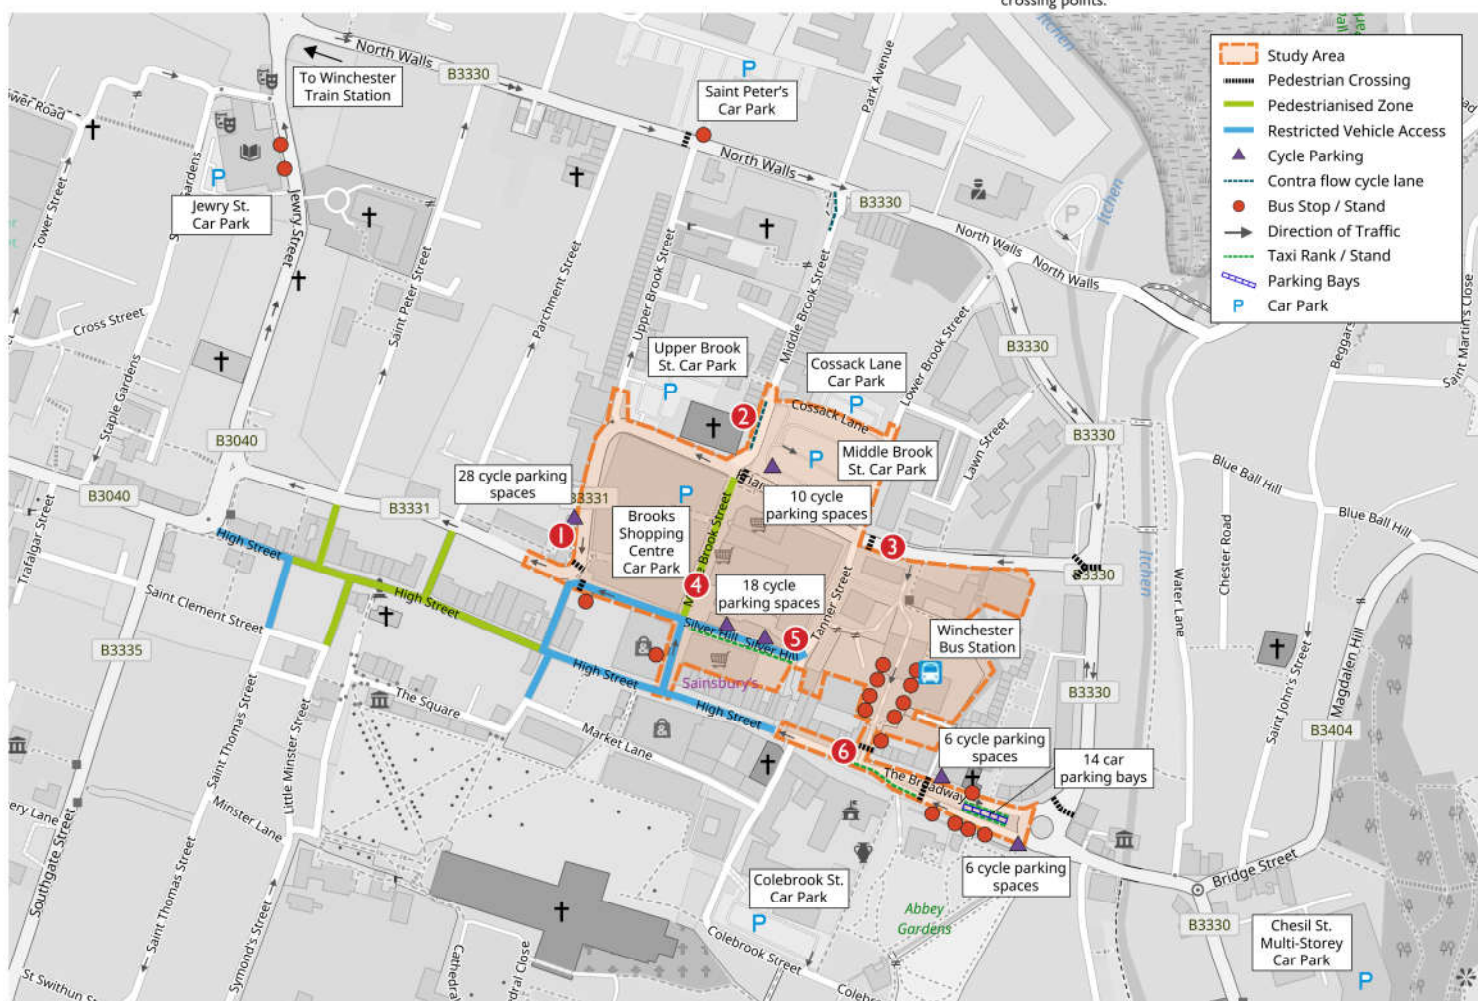 crossing points.
North Walls
B3330
To Winchester
Train Station
Saint Peter's
Car Park
Park Avenue
Itchen
Study Area
Pedestrian Crossing
Pedestrianised Zone
Restricted Vehicle Access
Cycle Parking
Contra flow cycle lane
Bus Stop / Stand
Direction of Traffic
Taxi Rank / Stand
Parking Bays
P Car Park
Tower Street
Jewry St.
Car Park
Jewry Street
North Walls
B3330
North Walls
North Walls
Itchen
Saint Peter Street
Parchment Street
Upper Brook Street
Middle Brook Street
Lower Brook Street
Cross Street
Staple Gardens
Upper Brook
St. Car Park
Cossack Lane
Car Park
Cossack Lane
B3330
Saint Martin's Close
2
Middle Brook
St. Car Park
Lawn Street
B3330
B3040
B3040
Trafalgar Street
28 cycle parking
spaces
B3331
B3331
10 cycle
parking spaces
Brooks
Shopping
Centre
Car Park
1
3
4
5
6
18 cycle
parking spaces
Blue Ball Hill
Blue Ball Hill
Chester Road
Water Lane
Itchen
B3330
High Street
High Street
High Street
High Street
Saint Clement Street
B3335
Silver Hill
Silver Hill
Tanner Street
Sainsbury's
Winchester
Bus Station
B3330
Saint John's Street
Magdalen Hill
B3404
The Square
Market Lane
Saint Thomas Street
Little Minster Street
Minster Lane
Southgate Street
Saint Thomas Street
Symond's Street
St Swithun
6 cycle parking
spaces
14 car
parking bays
The Broadway
6 cycle parking
spaces
Bridge Street
B3330
Colebrook St.
Car Park
Colebrook Street
Abbey
Gardens
Chesil St.
Multi-Storey
Car Park